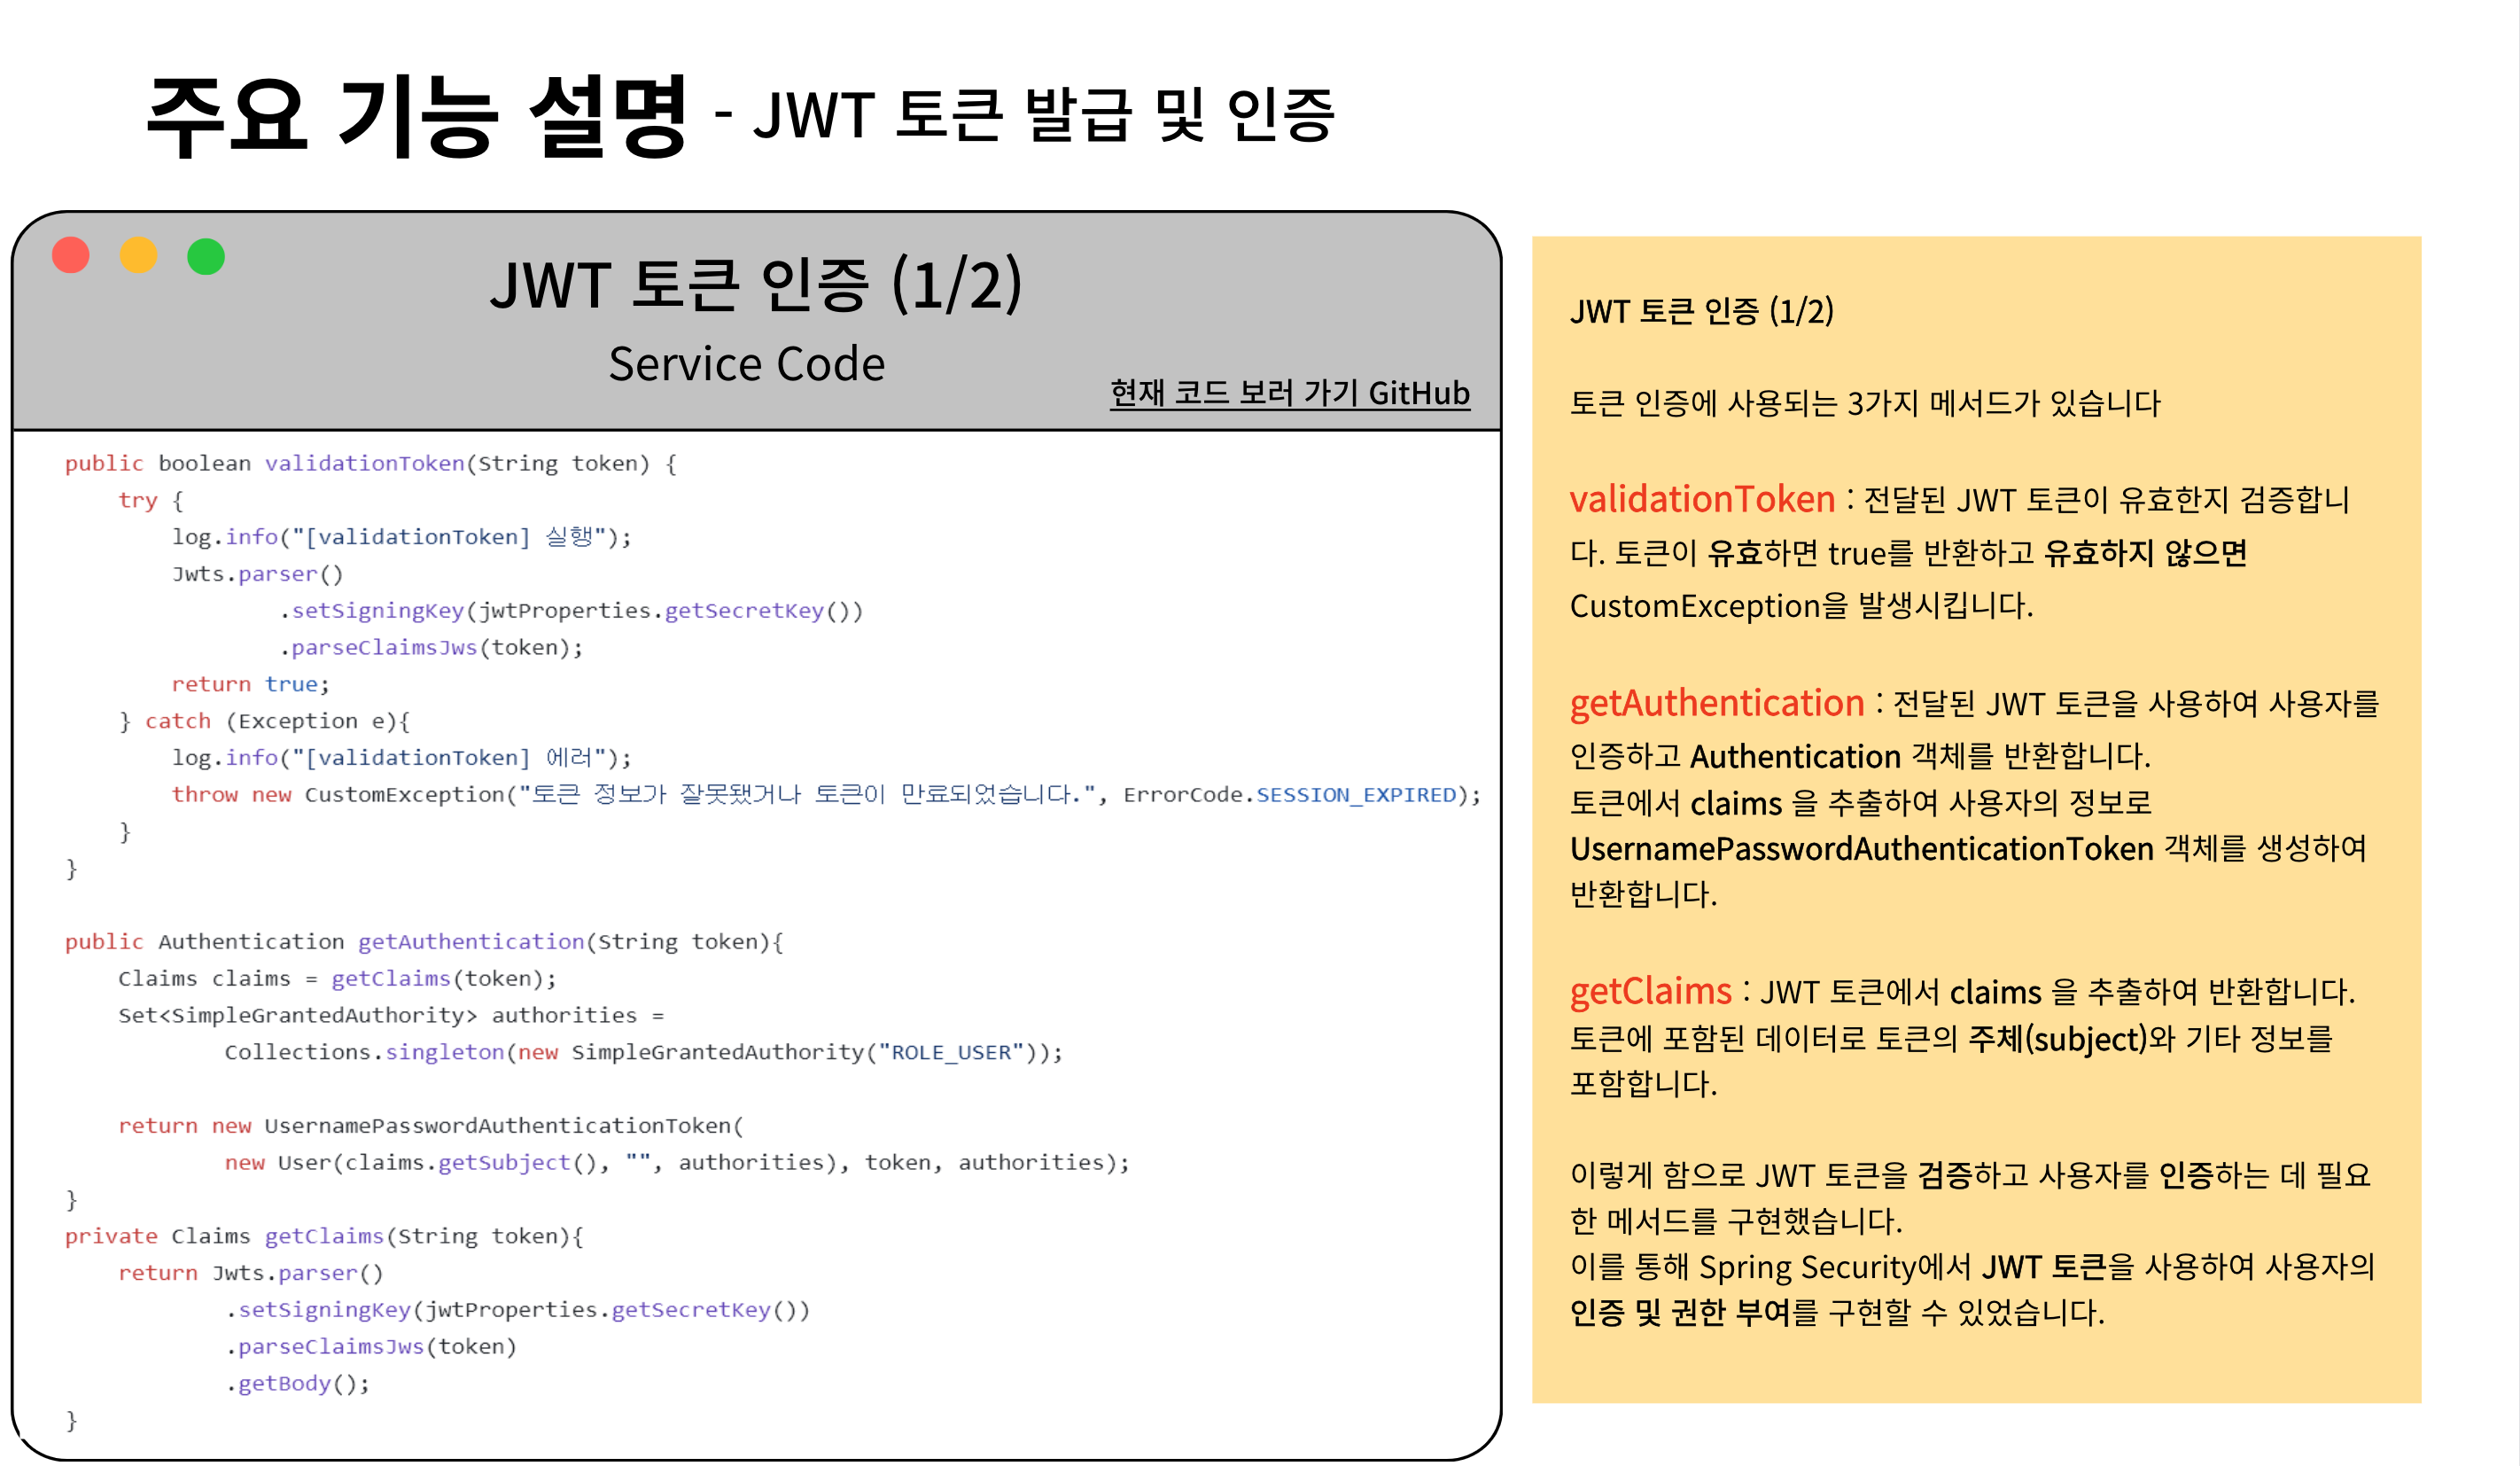 주요 기능 설명 - JWT 토큰 발급 및 인증
JWT 토큰 인증 (1/2)
Service Code
현재 코드 보러 가기 GitHub
public boolean validationToken(String token) {
    try {
        log.info("[validationToken] 실행");
        Jwts.parser()
                .setSigningKey(jwtProperties.getSecretKey())
                .parseClaimsJws(token);
        return true;
    } catch (Exception e){
        log.info("[validationToken] 에러");
        throw new CustomException("토큰 정보가 잘못됐거나 토큰이 만료되었습니다.", ErrorCode.SESSION_EXPIRED);
    }
}
public Authentication getAuthentication(String token){
    Claims claims = getClaims(token);
    Set<SimpleGrantedAuthority> authorities =
            Collections.singleton(new SimpleGrantedAuthority("ROLE_USER"));
    return new UsernamePasswordAuthenticationToken(
            new User(claims.getSubject(), "", authorities), token, authorities);
}
private Claims getClaims(String token){
    return Jwts.parser()
            .setSigningKey(jwtProperties.getSecretKey())
            .parseClaimsJws(token)
            .getBody();
}
JWT 토큰 인증 (1/2)
토큰 인증에 사용되는 3가지 메서드가 있습니다
validationToken : 전달된 JWT 토큰이 유효한지 검증합니
다. 토큰이 유효하면 true를 반환하고 유효하지 않으면
CustomException을 발생시킵니다.
getAuthentication : 전달된 JWT 토큰을 사용하여 사용자를
인증하고 Authentication 객체를 반환합니다.
토큰에서 claims 을 추출하여 사용자의 정보로
UsernamePasswordAuthenticationToken 객체를 생성하여
반환합니다.
getClaims : JWT 토큰에서 claims 을 추출하여 반환합니다.
토큰에 포함된 데이터로 토큰의 주체(subject)와 기타 정보를
포함합니다.
이렇게 함으로 JWT 토큰을 검증하고 사용자를 인증하는 데 필요
한 메서드를 구현했습니다.
이를 통해 Spring Security에서 JWT 토큰을 사용하여 사용자의
인증 및 권한 부여를 구현할 수 있었습니다.